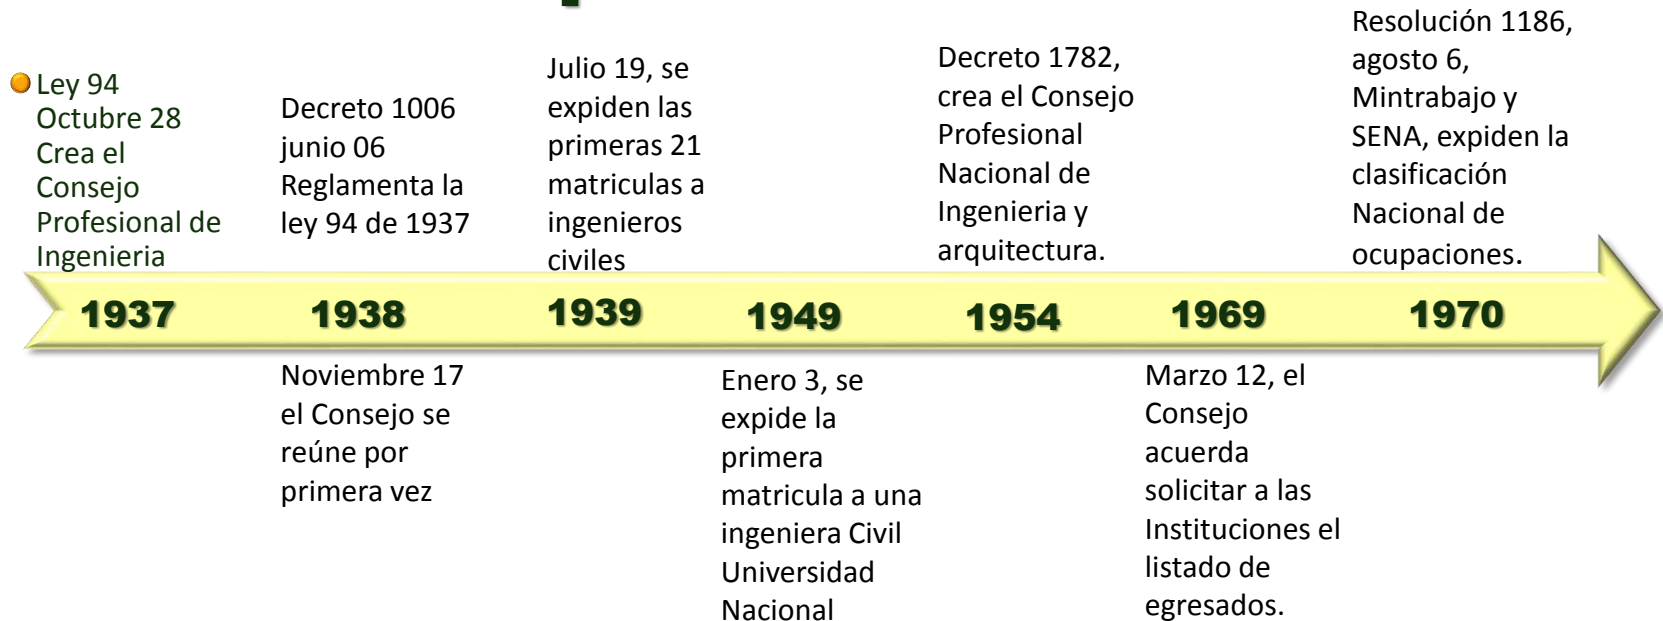 Ley 94
Octubre 28
Crea el
Consejo
Profesional de
Ingenieria
Decreto 1006
junio 06
Reglamenta la
ley 94 de 1937
Julio 19, se
expiden las
primeras 21
matriculas a
ingenieros
civiles
Decreto 1782,
crea el Consejo
Profesional
Nacional de
Ingenieria y
arquitectura.
Resolución 1186,
agosto 6,
Mintrabajo y
SENA, expiden la
clasificación
Nacional de
ocupaciones.
1937 1938 1939 1949 1954 1969 1970
Noviembre 17
el Consejo se
reúne por
primera vez
Enero 3, se
expide la
primera
matricula a una
ingeniera Civil
Universidad
Nacional
Marzo 12, el
Consejo
acuerda
solicitar a las
Instituciones el
listado de
egresados.